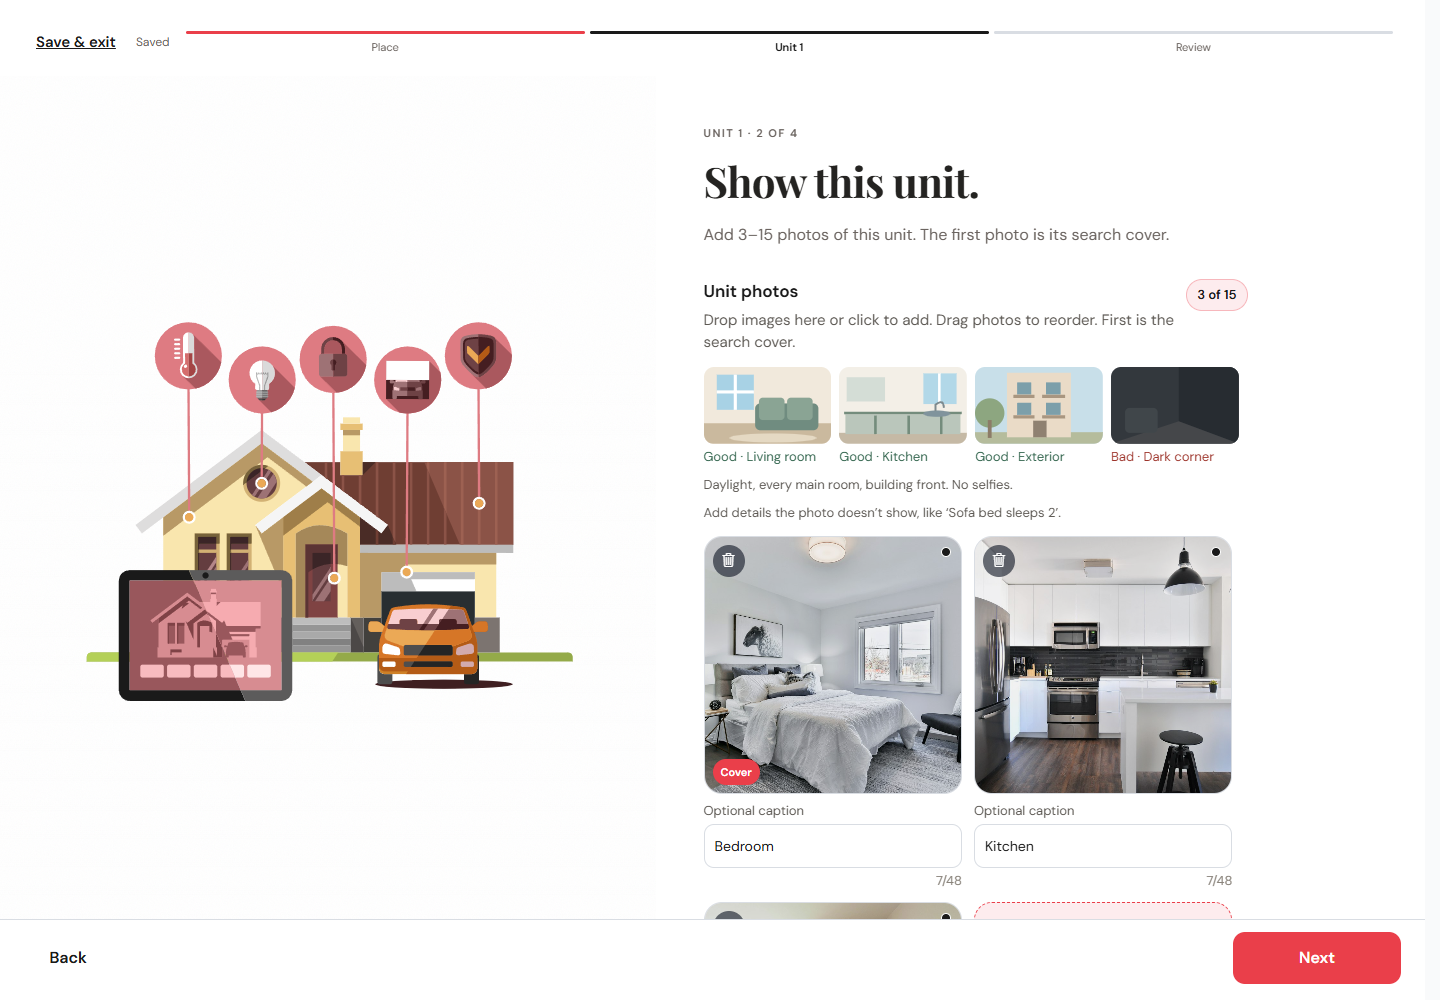 Save & exit
Saved
Place
Unit 1
Review
UNIT 1 · 2 OF 4
Show this unit.
Add 3–15 photos of this unit. The first photo is its search cover.
Unit photos
3 of 15
Drop images here or click to add. Drag photos to reorder. First is the
search cover.
Good · Living room
Good · Kitchen
Good · Exterior
Bad · Dark corner
Daylight, every main room, building front. No selfies.
Add details the photo doesn’t show, like ‘Sofa bed sleeps 2’.
Cover
Optional caption
Optional caption
Bedroom
Kitchen
7/48
7/48
Back
Next